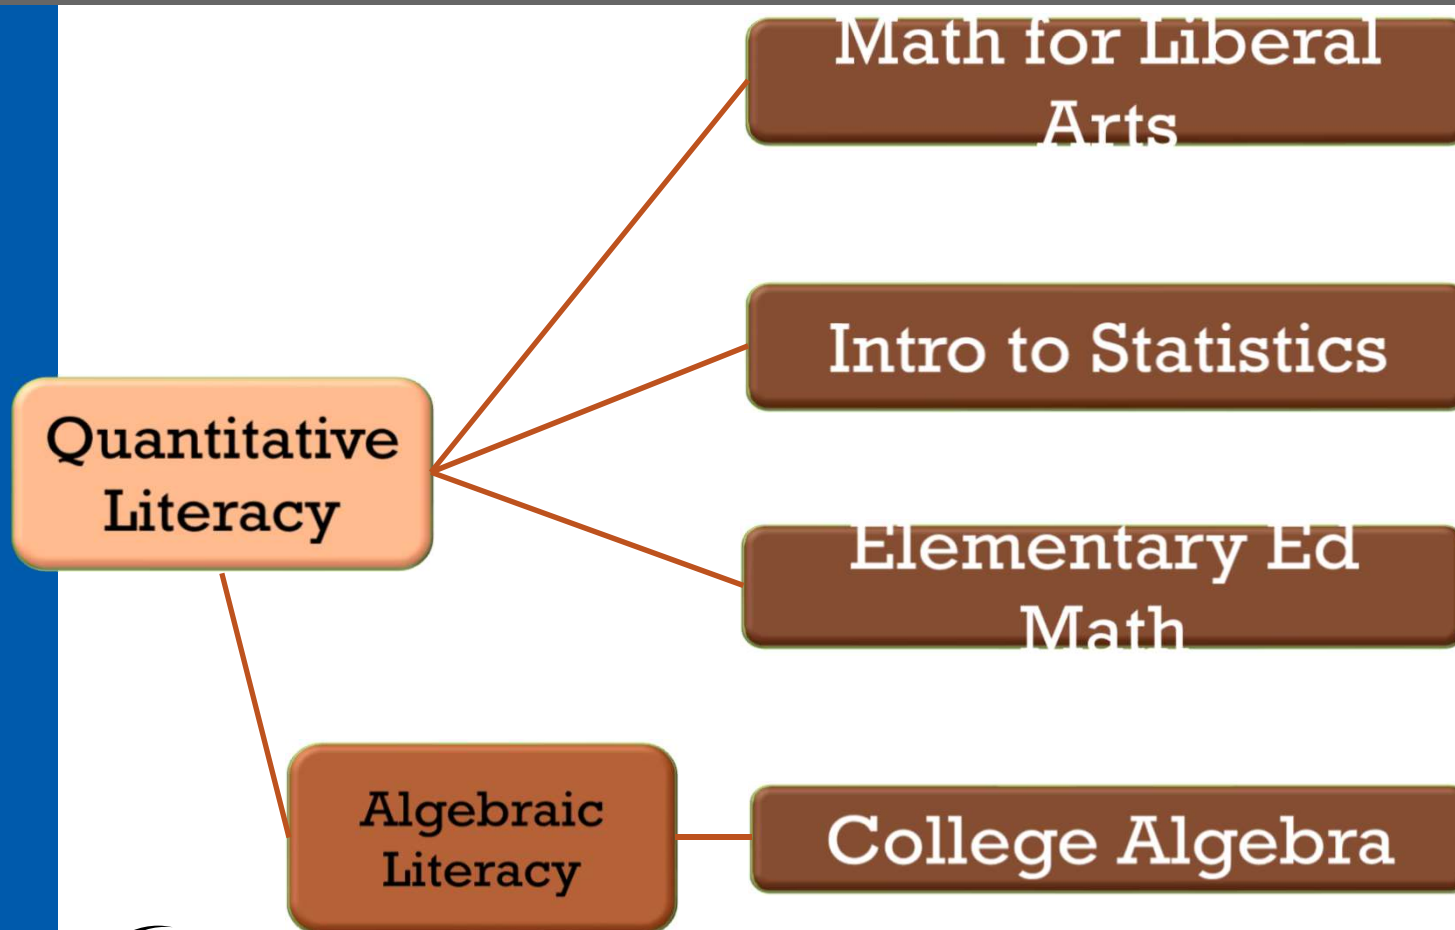 Math for Liberal
Arts
Intro to Statistics
Quantitative
Literacy
Elementary Ed
Math
Algebraic
Literacy
College Algebra